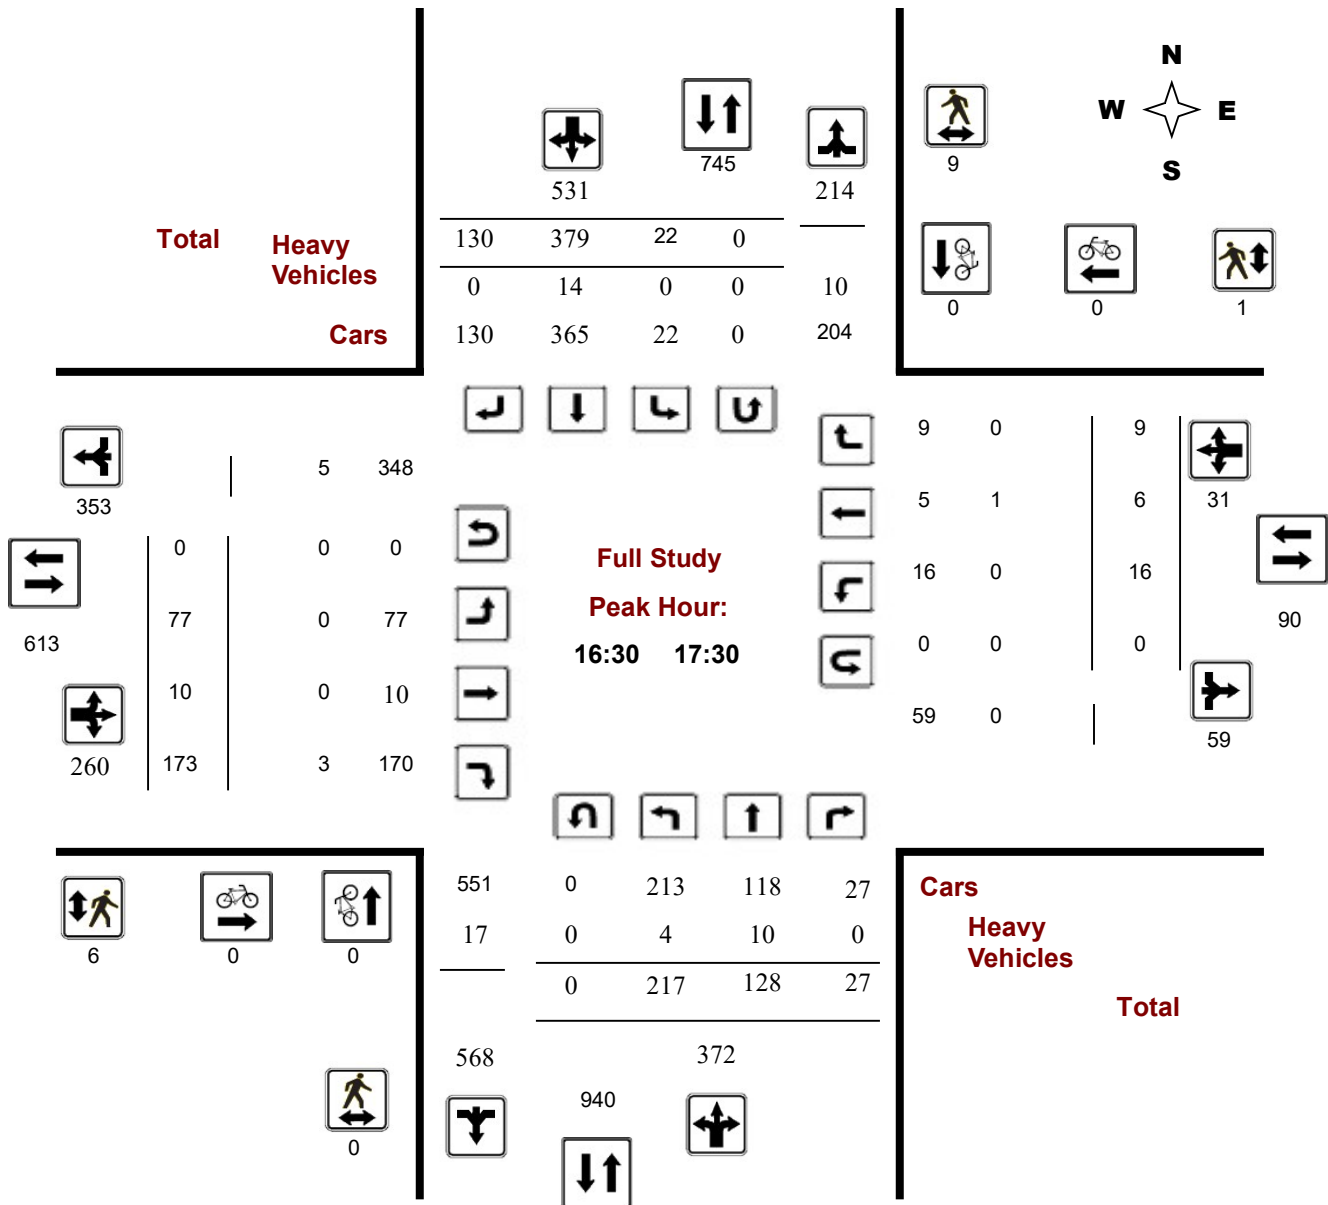 N
W E
S
745
9
531
214
Total
Heavy
Vehicles
Cars
130 379 22 0
0 14 0 0 10
130 365 22 0 204
0 0 1
353
5 348
0 0 0
77 0 77
613
10 0 10
260
173 3 170
Full Study
Peak Hour:
16:30 17:30
9 0 9
31
5 1 6
16 0 16
90
0 0 0
59 0
59
6 0 0
0
551 0 213 118 27
17 0 4 10 0
0 217 128 27
568 372
940
Cars
Heavy
Vehicles
Total